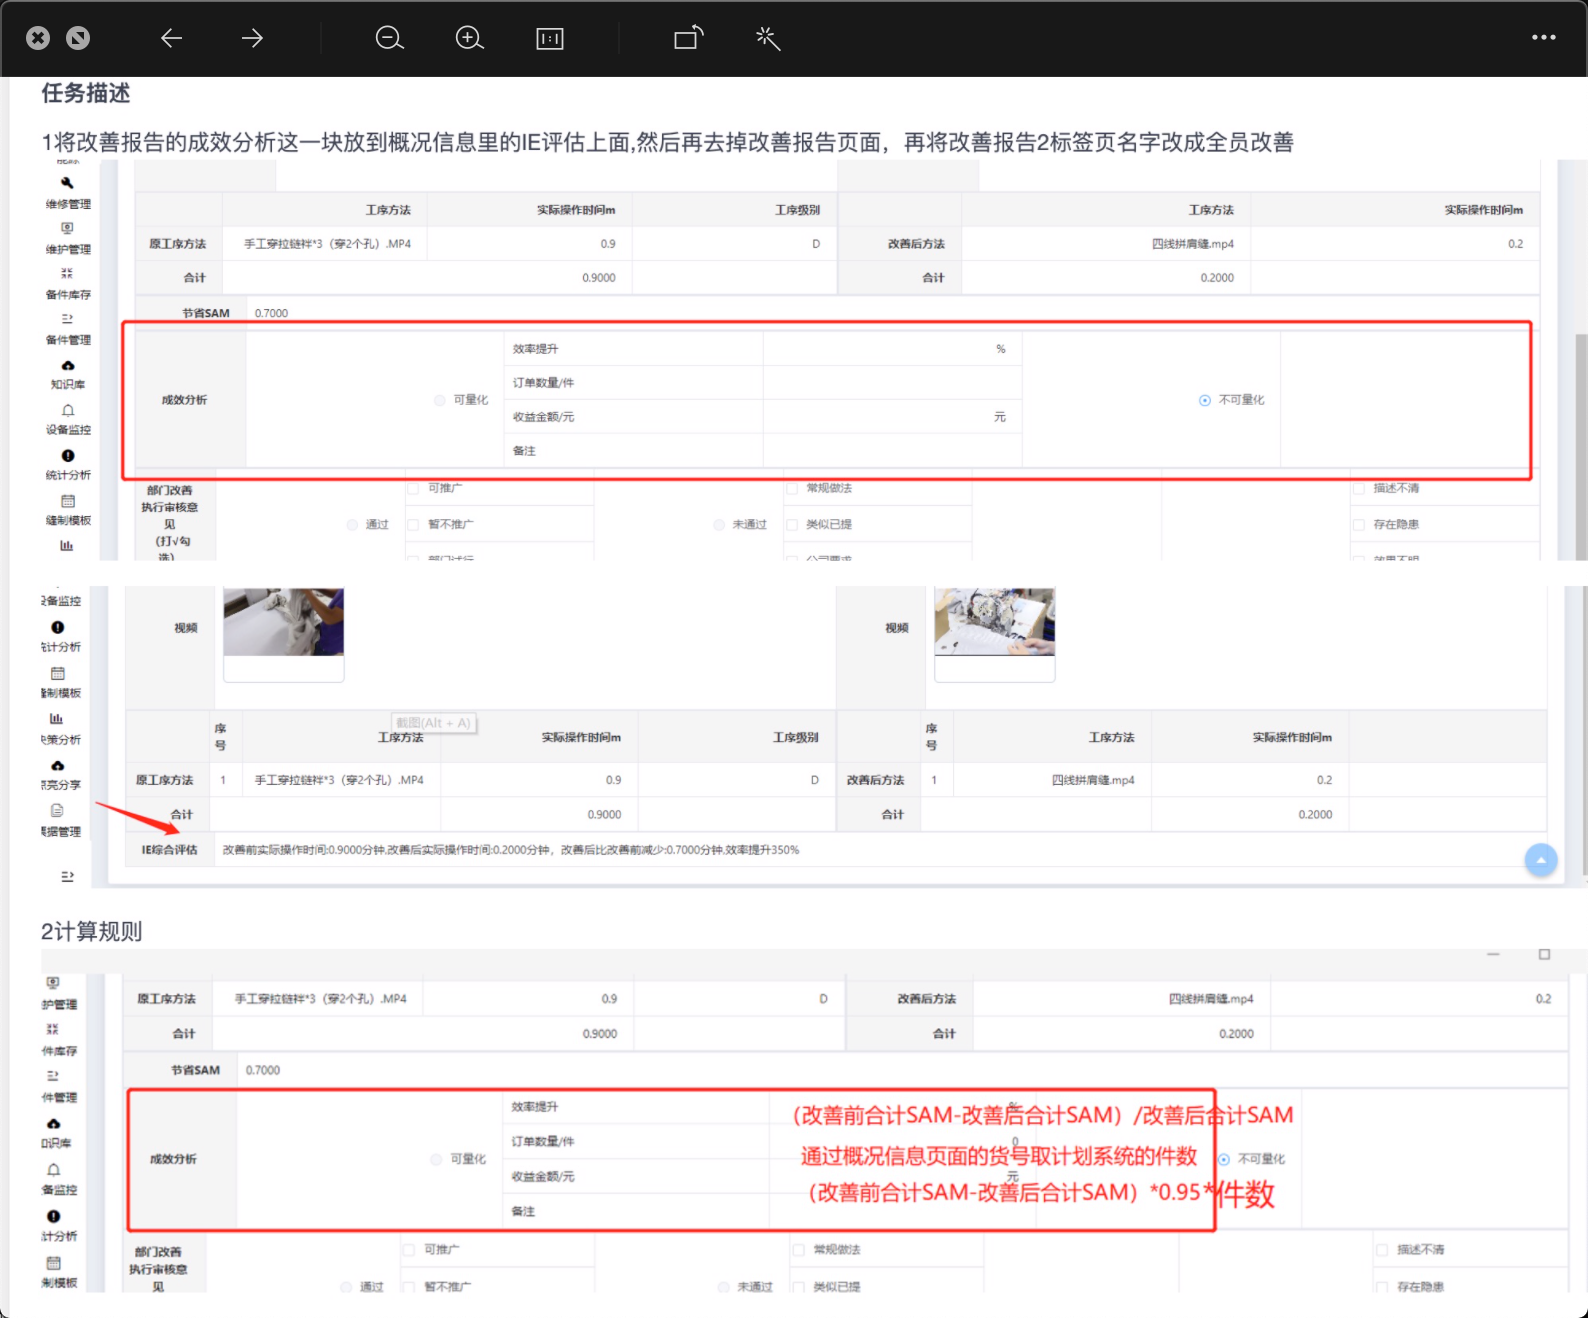 任务描述
1将改善报告的成效分析这一块放到概况信息里的IE评估上面,然后再去掉改善报告页面，再将改善报告2标签页名字改成全员改善
维修管理
维护管理
备件库存
备件管理
知识库
设备监控
统计分析
缝制模板
工序方法 实际操作时间m 工序级别 工序方法 实际操作时间m
原工序方法 手工穿拉链袢*3（穿2个孔）.MP4 0.9 D 改善后方法 四线拼肩缝.mp4 0.2
合计 0.9000 合计 0.2000
节省SAM 0.7000
成效分析 可量化 不可量化
效率提升 %
订单数量/件
收益金额/元 元
备注
部门改善
执行审核意
见
(打√勾
选)
通过 未通过
可推广 常规做法 描述不清
暂不推广 类似已提 存在隐患
设备监控
统计分析
缝制模板
决策分析
视频 视频
截图(Alt + A)
序
号
工序方法 实际操作时间m 工序级别
序
号
工序方法 实际操作时间m
原工序方法 1 手工穿拉链袢*3（穿2个孔）.MP4 0.9 D 改善后方法 1 四线拼肩缝.mp4 0.2
合计 0.9000 合计 0.2000
IE综合评估 改善前实际操作时间:0.9000分钟,改善后实际操作时间:0.2000分钟，改善后比改善前减少:0.7000分钟,效率提升350%
2计算规则
护管理
件库存
件管理
识库
备监控
计分析
制模板
原工序方法 手工穿拉链袢*3（穿2个孔）.MP4 0.9 D 改善后方法 四线拼肩缝.mp4 0.2
合计 0.9000 合计 0.2000
节省SAM 0.7000
成效分析 可量化 不可量化
效率提升 %
（改善前合计SAM-改善后合计SAM）/改善后合计SAM
订单数量/件 0
通过概况信息页面的货号取计划系统的件数
收益金额/元 元
（改善前合计SAM-改善后合计SAM）*0.95*件数
备注
部门改善
执行审核意
见
通过 未通过
可推广 常规做法 描述不清
暂不推广 类似已提 存在隐患